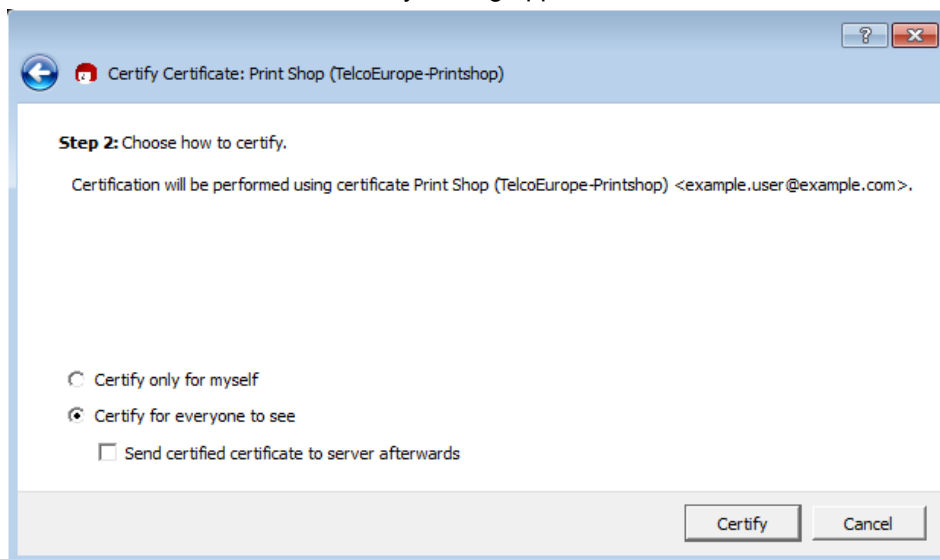 Certify Certificate: Print Shop (TelcoEurope-Printshop)
Step 2: Choose how to certify.
Certification will be performed using certificate Print Shop (TelcoEurope-Printshop) <example.user@example.com>.
Certify only for myself
Certify for everyone to see
Send certified certificate to server afterwards
Certify Cancel